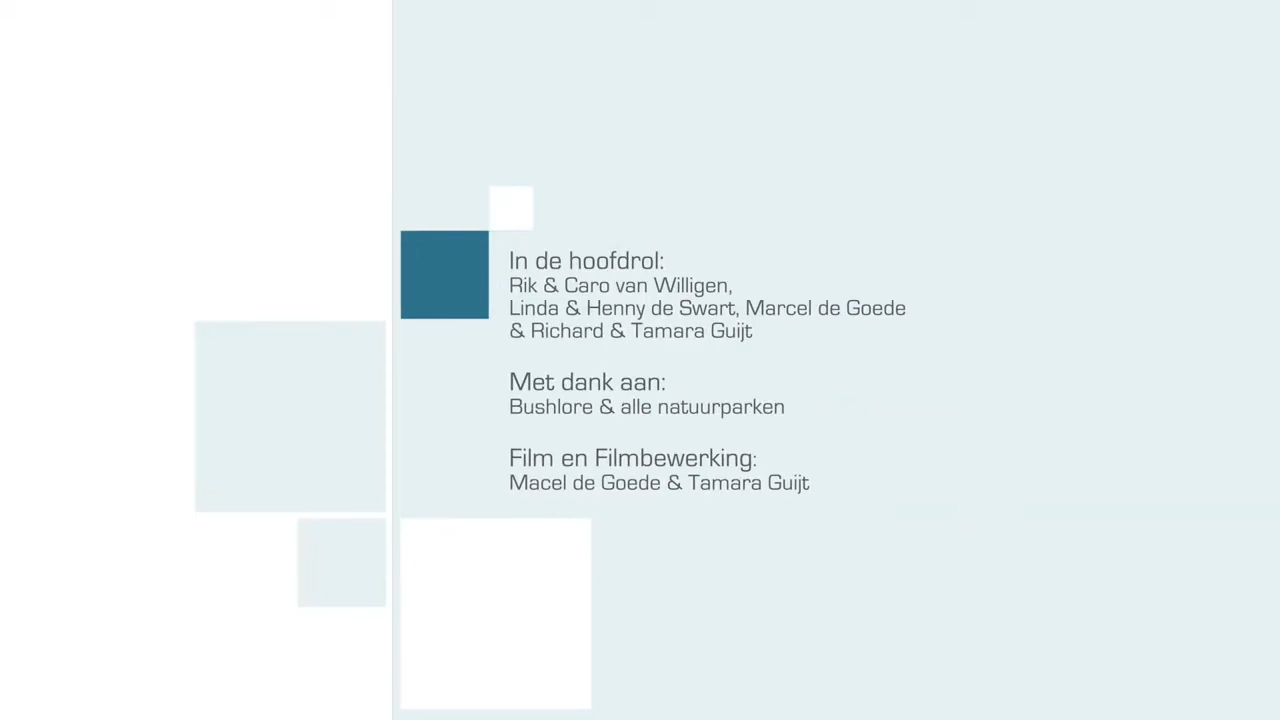 In de hoofdrol:
Rik & Caro van Willigen,
Linda & Henny de Swart, Marcel de Goede
& Richard & Tamara Guijt
Met dank aan:
Bushlore & alle natuurparken
Film en Filmbewerking:
Macel de Goede & Tamara Guijt